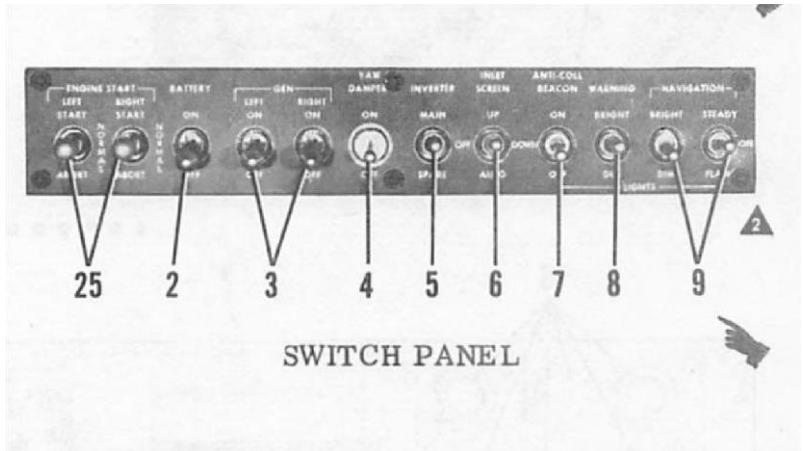 YAW INLET ANTI-COLL
ENGINE START BATTERY GEN DAMPER INVERTER SCREEN BEACON WARNING NAVIGATION
LEFT RIGHT LEFT RIGHT
START START ON ON ON ON MAIN UP ON BRIGHT BRIGHT STEADY
NORMAL NORMAL OFF DOWN OFF
ABORT ABORT OFF OFF OFF OFF SPARE AUTO OFF DIM DIM FLASH
LIGHTS
2
25 2 3 4 5 6 7 8 9
SWITCH PANEL